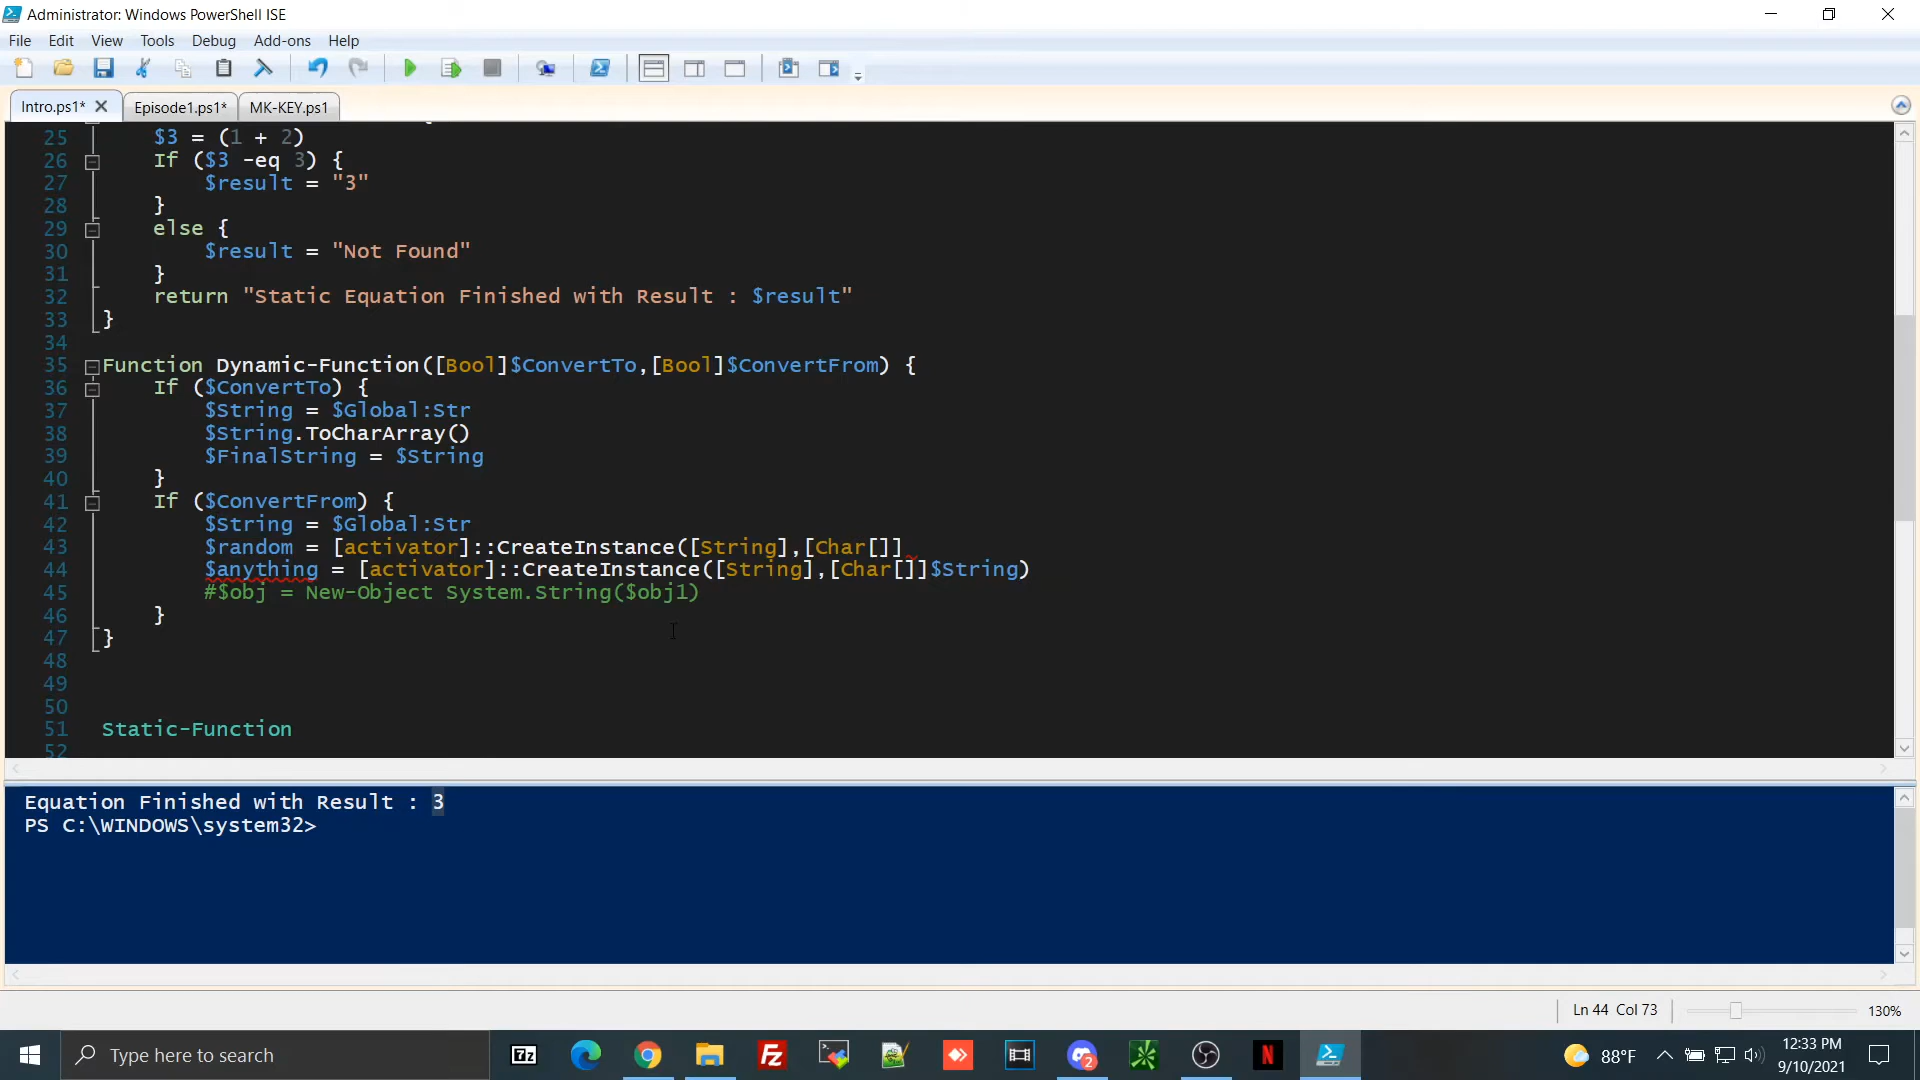 Administrator: Windows PowerShell ISE
File Edit View Tools Debug Add-ons Help
Intro.ps1* Episode1.ps1* MK-KEY.ps1
25 $3 = (1 + 2)
26 If ($3 -eq 3) {
27 $result = "3"
28 }
29 else {
30 $result = "Not Found"
31 }
32 return "Static Equation Finished with Result : $result"
33 }
34
35 Function Dynamic-Function([Bool]$ConvertTo,[Bool]$ConvertFrom) {
36 If ($ConvertTo) {
37 $String = $Global:Str
38 $String.ToCharArray()
39 $FinalString = $String
40 }
41 If ($ConvertFrom) {
42 $String = $Global:Str
43 $random = [activator]::CreateInstance([String],[Char[]]
44 $anything = [activator]::CreateInstance([String],[Char[]]$String)
45 #$obj = New-Object System.String($obj1)
46 }
47 }
48
49
50
51 Static-Function
52
Equation Finished with Result : 3
PS C:\WINDOWS\system32>
Ln 44 Col 73 130%
Type here to search
7z
Fz
2
N
88°F
12:33 PM
9/10/2021